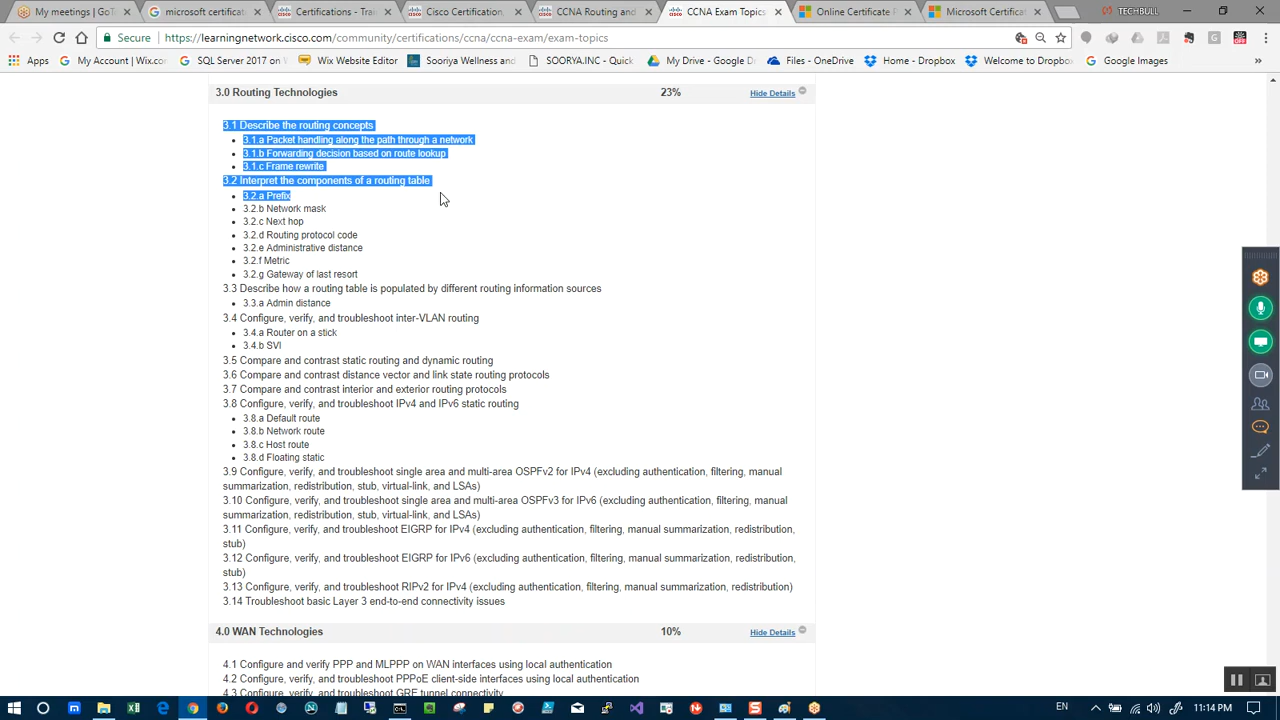 My meetings | GoTo
microsoft certificati
Certifications - Train
Cisco Certification
CCNA Routing and
CCNA Exam Topics
Online Certificate P
Microsoft Certificat
TECHBULL
Secure
https://learningnetwork.cisco.com/community/certifications/ccna/ccna-exam/exam-topics
Apps
My Account | Wix.co
SQL Server 2017 on
Wix Website Editor
Sooriya Wellness and
SOORYA.INC - Quick
My Drive - Google D
Files - OneDrive
Home - Dropbox
Welcome to Dropbo
Google Images
3.0 Routing Technologies 23% Hide Details
3.1 Describe the routing concepts
3.1.a Packet handling along the path through a network
3.1.b Forwarding decision based on route lookup
3.1.c Frame rewrite
3.2 Interpret the components of a routing table
3.2.a Prefix
3.2.b Network mask
3.2.c Next hop
3.2.d Routing protocol code
3.2.e Administrative distance
3.2.f Metric
3.2.g Gateway of last resort
3.3 Describe how a routing table is populated by different routing information sources
3.3.a Admin distance
3.4 Configure, verify, and troubleshoot inter-VLAN routing
3.4.a Router on a stick
3.4.b SVI
3.5 Compare and contrast static routing and dynamic routing
3.6 Compare and contrast distance vector and link state routing protocols
3.7 Compare and contrast interior and exterior routing protocols
3.8 Configure, verify, and troubleshoot IPv4 and IPv6 static routing
3.8.a Default route
3.8.b Network route
3.8.c Host route
3.8.d Floating static
3.9 Configure, verify, and troubleshoot single area and multi-area OSPFv2 for IPv4 (excluding authentication, filtering, manual
summarization, redistribution, stub, virtual-link, and LSAs)
3.10 Configure, verify, and troubleshoot single area and multi-area OSPFv3 for IPv6 (excluding authentication, filtering, manual
summarization, redistribution, stub, virtual-link, and LSAs)
3.11 Configure, verify, and troubleshoot EIGRP for IPv4 (excluding authentication, filtering, manual summarization, redistribution,
stub)
3.12 Configure, verify, and troubleshoot EIGRP for IPv6 (excluding authentication, filtering, manual summarization, redistribution,
stub)
3.13 Configure, verify, and troubleshoot RIPv2 for IPv4 (excluding authentication, filtering, manual summarization, redistribution)
3.14 Troubleshoot basic Layer 3 end-to-end connectivity issues
4.0 WAN Technologies 10% Hide Details
4.1 Configure and verify PPP and MLPPP on WAN interfaces using local authentication
4.2 Configure, verify, and troubleshoot PPPoE client-side interfaces using local authentication
4.3 Configure, verify, and troubleshoot GRE tunnel connectivity
EN
11:14 PM